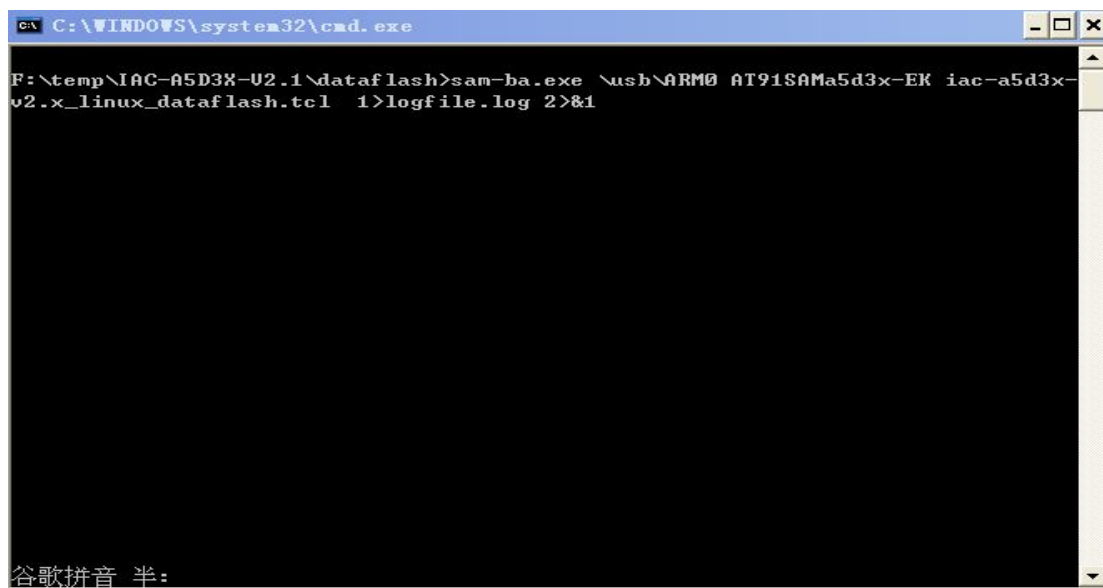 C:\WINDOWS\system32\cmd.exe
F:\temp\IAC-A5D3X-V2.1\dataflash>sam-ba.exe \usb\ARM0 AT91SAMa5d3x-EK iac-a5d3x-
v2.x_linux_dataflash.tcl  1>logfile.log 2>&1
谷歌拼音 半: